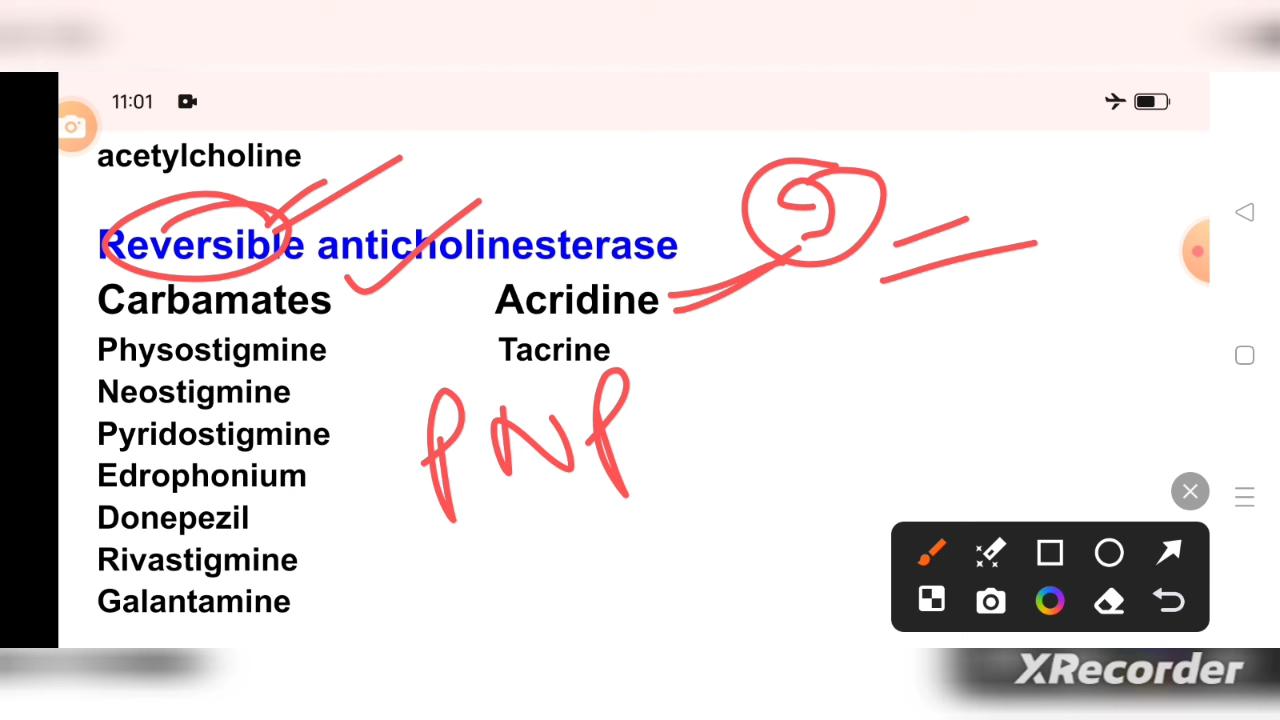 11:01
acetylcholine
Reversible anticholinesterase
Carbamates Acridine
Physostigmine Tacrine
Neostigmine
Pyridostigmine PNP
Edrophonium
Donepezil
Rivastigmine
Galantamine
XRecorder